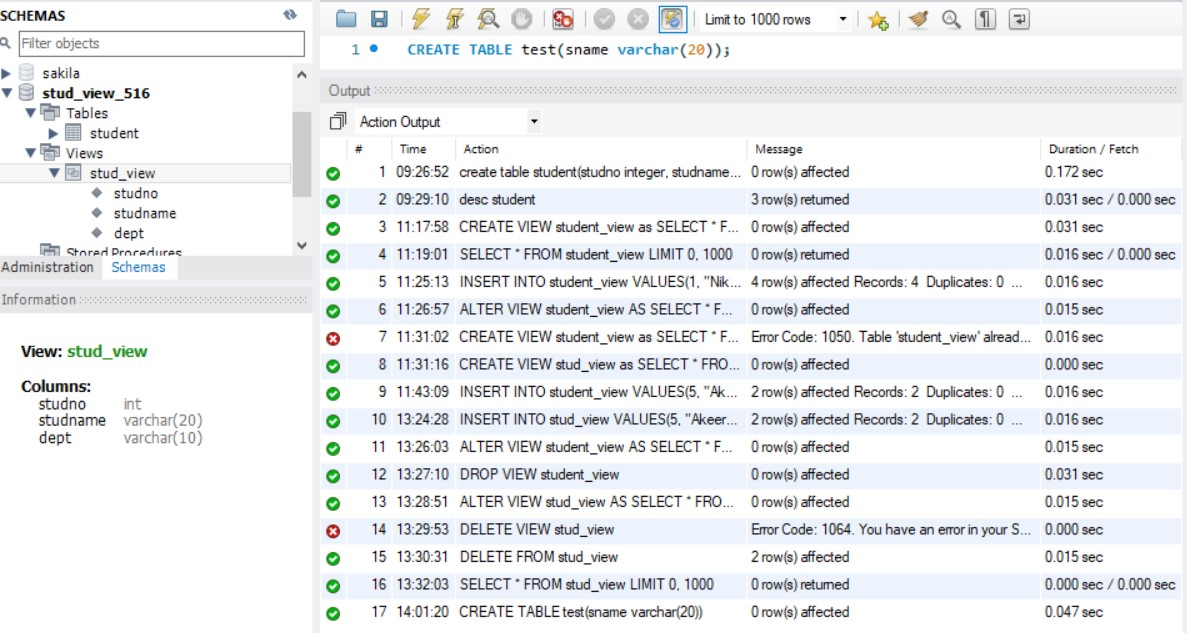 SCHEMAS
Filter objects
sakila
stud_view_516
Tables
student
Views
stud_view
studno
studname
dept
Stored Procedures
Administration Schemas
Information
View: stud_view
Columns:
studno int
studname varchar(20)
dept varchar(10)
Limit to 1000 rows
1 CREATE TABLE test(sname varchar(20));
Output
Action Output
# Time Action Message Duration / Fetch
1 09:26:52 create table student(studno integer, studname... 0 row(s) affected 0.172 sec
2 09:29:10 desc student 3 row(s) returned 0.031 sec / 0.000 sec
3 11:17:58 CREATE VIEW student_view as SELECT * F... 0 row(s) affected 0.031 sec
4 11:19:01 SELECT * FROM student_view LIMIT 0, 1000 0 row(s) returned 0.016 sec / 0.000 sec
5 11:25:13 INSERT INTO student_view VALUES(1, "Nik... 4 row(s) affected Records: 4 Duplicates: 0 ... 0.016 sec
6 11:26:57 ALTER VIEW student_view AS SELECT * F... 0 row(s) affected 0.015 sec
7 11:31:02 CREATE VIEW student_view as SELECT * F... Error Code: 1050. Table 'student_view' alread... 0.016 sec
8 11:31:16 CREATE VIEW stud_view as SELECT * FRO... 0 row(s) affected 0.000 sec
9 11:43:09 INSERT INTO student_view VALUES(5, "Ak... 2 row(s) affected Records: 2 Duplicates: 0 ... 0.016 sec
10 13:24:28 INSERT INTO stud_view VALUES(5, "Akeer... 2 row(s) affected Records: 2 Duplicates: 0 ... 0.016 sec
11 13:26:03 ALTER VIEW student_view AS SELECT * F... 0 row(s) affected 0.015 sec
12 13:27:10 DROP VIEW student_view 0 row(s) affected 0.031 sec
13 13:28:51 ALTER VIEW stud_view AS SELECT * FRO... 0 row(s) affected 0.015 sec
14 13:29:53 DELETE VIEW stud_view Error Code: 1064. You have an error in your S... 0.000 sec
15 13:30:31 DELETE FROM stud_view 2 row(s) affected 0.015 sec
16 13:32:03 SELECT * FROM stud_view LIMIT 0, 1000 0 row(s) returned 0.000 sec / 0.000 sec
17 14:01:20 CREATE TABLE test(sname varchar(20)) 0 row(s) affected 0.047 sec